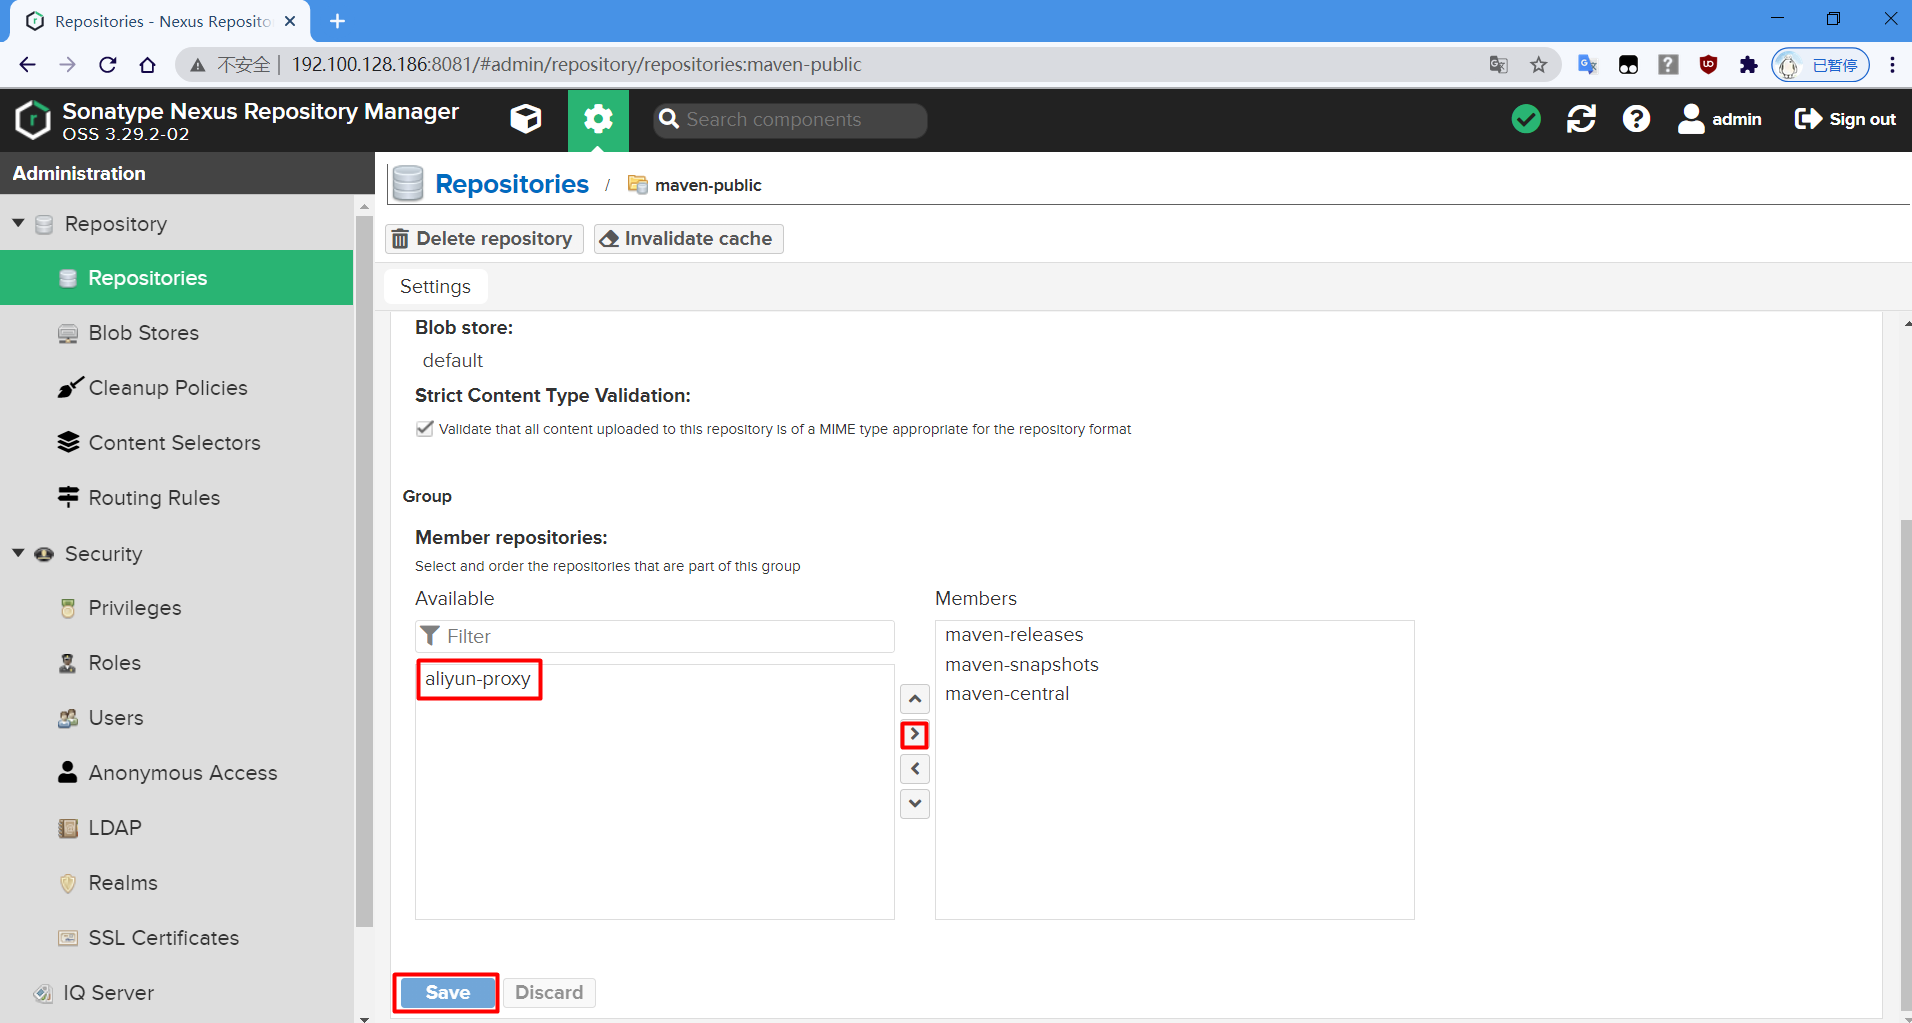 Repositories - Nexus Reposito
不安全 | 192.100.128.186:8081/#admin/repository/repositories:maven-public
已暂停
Sonatype Nexus Repository Manager
OSS 3.29.2-02
Search components
admin
Sign out
Administration
Repository
Repositories
Blob Stores
Cleanup Policies
Content Selectors
Routing Rules
Security
Privileges
Roles
Users
Anonymous Access
LDAP
Realms
SSL Certificates
IQ Server
Repositories / maven-public
Delete repository
Invalidate cache
Settings
Blob store:
default
Strict Content Type Validation:
Validate that all content uploaded to this repository is of a MIME type appropriate for the repository format
Group
Member repositories:
Select and order the repositories that are part of this group
Available
Filter
aliyun-proxy
Members
maven-releases
maven-snapshots
maven-central
Save
Discard